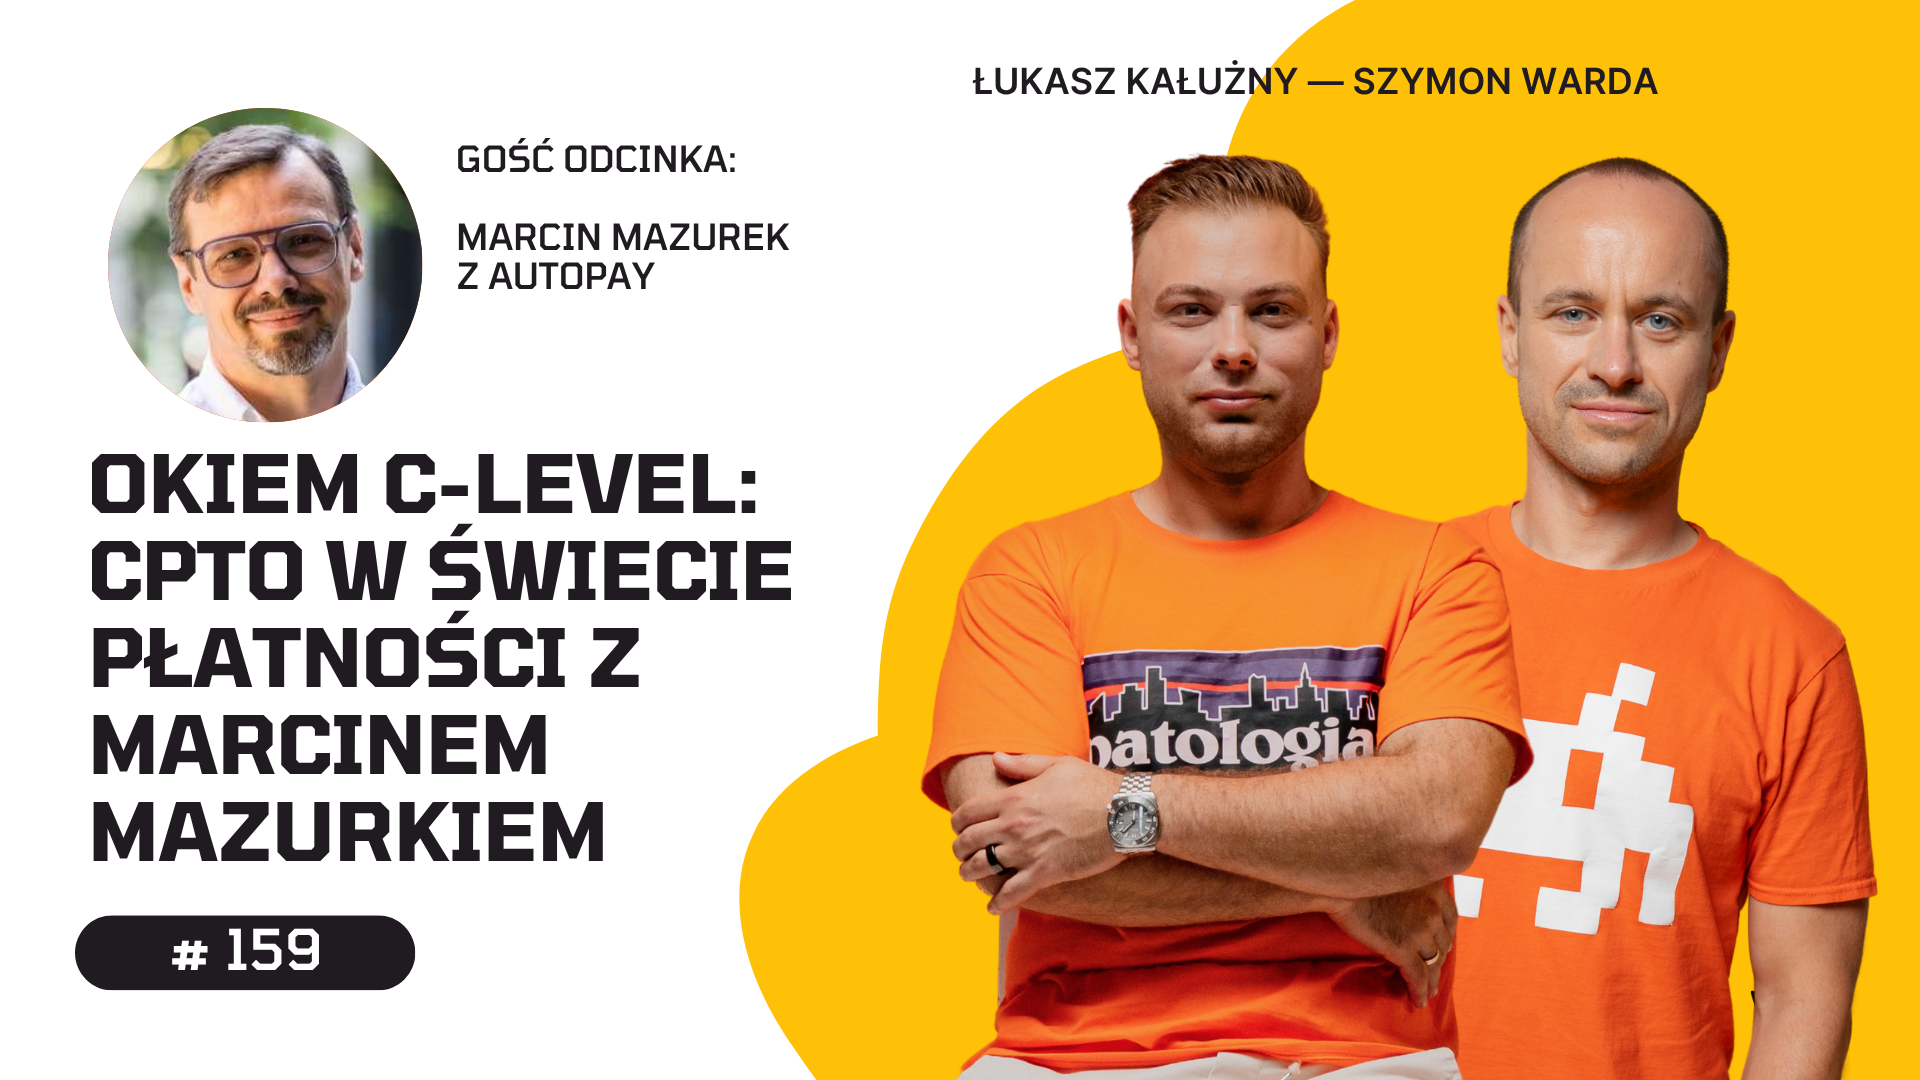 ŁUKASZ KAŁUŻNY — SZYMON WARDA
GOŚĆ ODCINKA:
MARCIN MAZUREK
Z AUTOPAY
OKIEM C-LEVEL:
CPTO W ŚWIECIE
PŁATNOŚCI Z
MARCINEM
MAZURKIEM
# 159
patologia